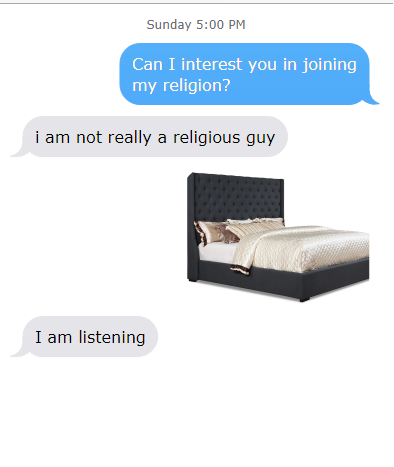 Sunday 5:00 PM
Can I interest you in joining
my religion?
i am not really a religious guy
I am listening